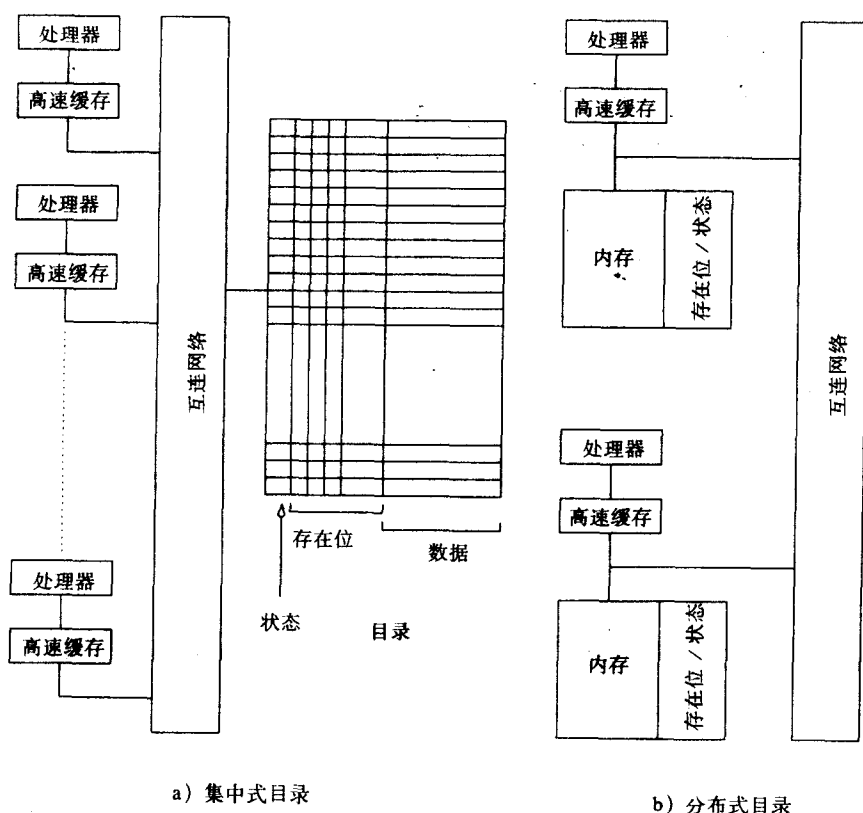 处理器
高速缓存
处理器
高速缓存
处理器
高速缓存
互连网络
存在位
数据
状态
目录
a) 集中式目录
处理器
高速缓存
内存
存在位/状态
处理器
高速缓存
内存
存在位/状态
互连网络
b) 分布式目录